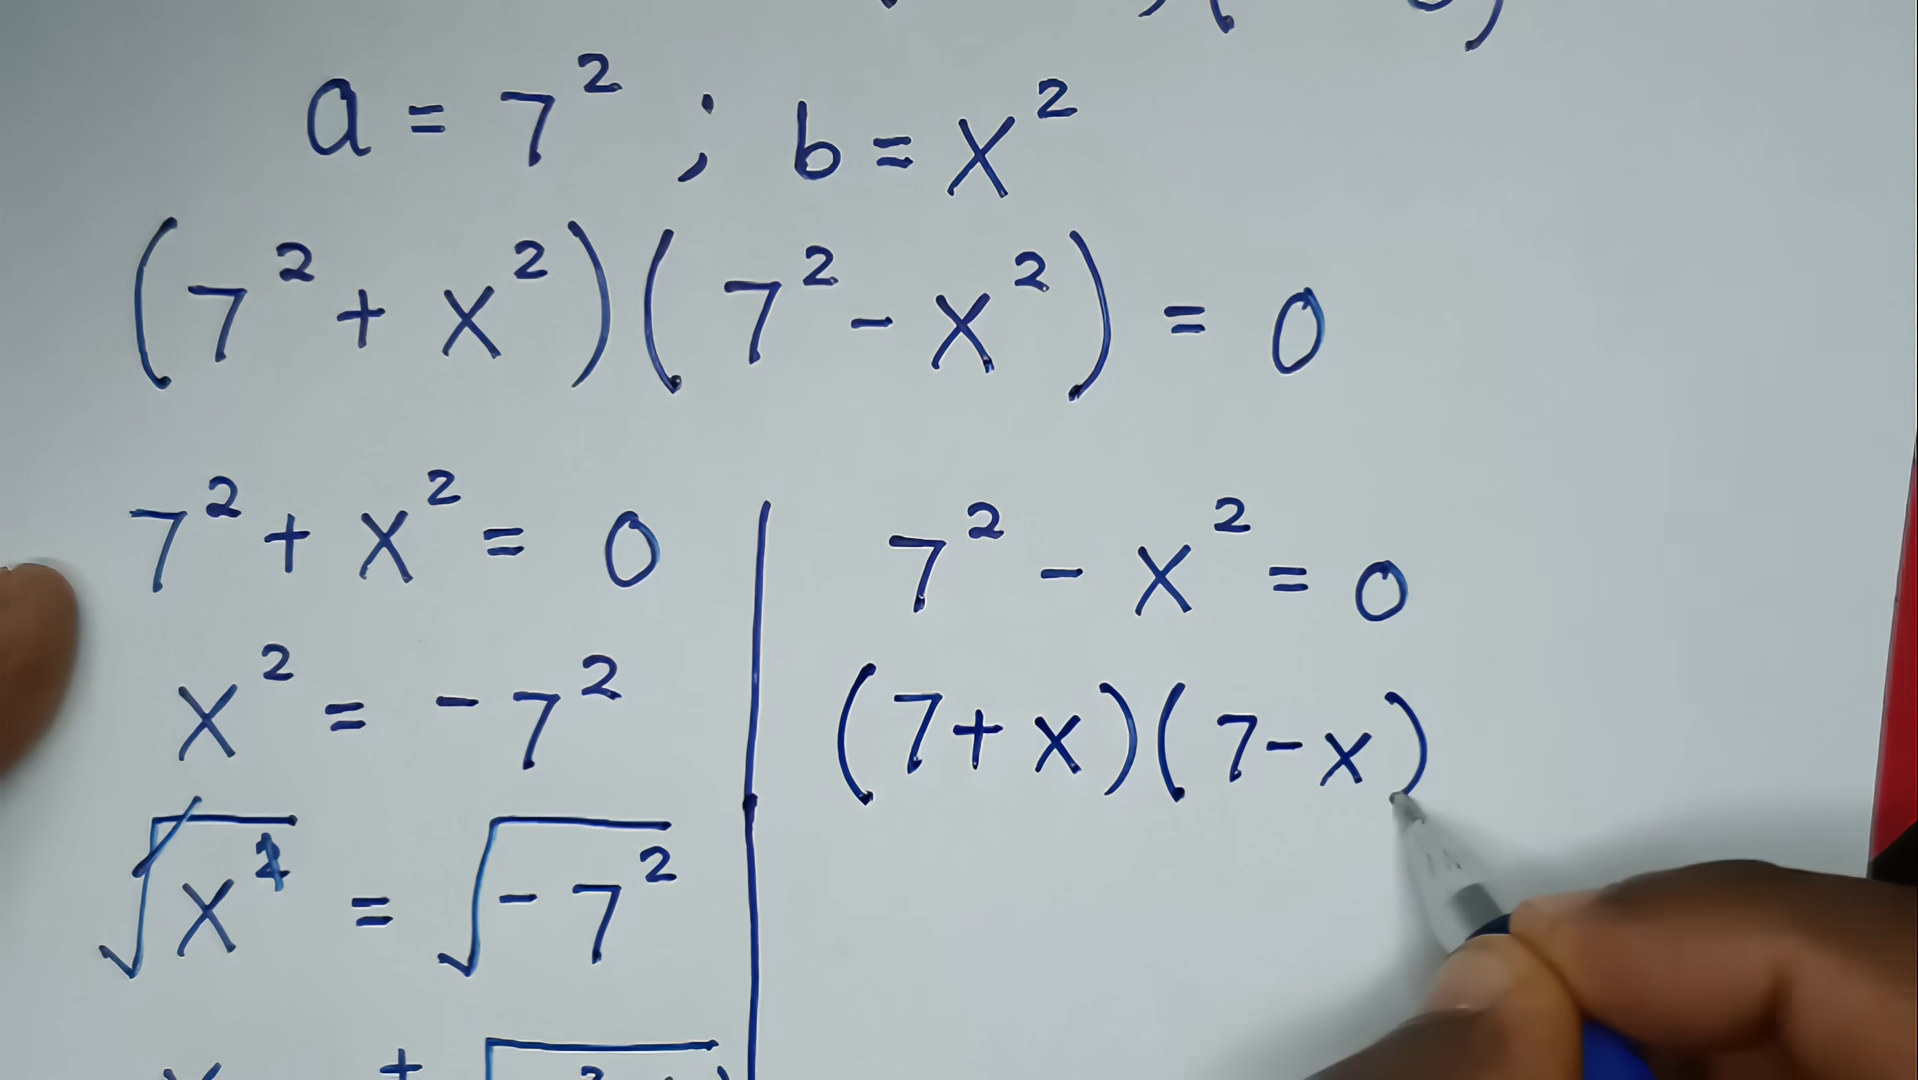 a = 7² ; b = x²
(7² + x²)(7² - x²) = 0
7² + x² = 0
x² = -7²
√x² = √-7²
7² - x² = 0
(7 + x)(7 - x)